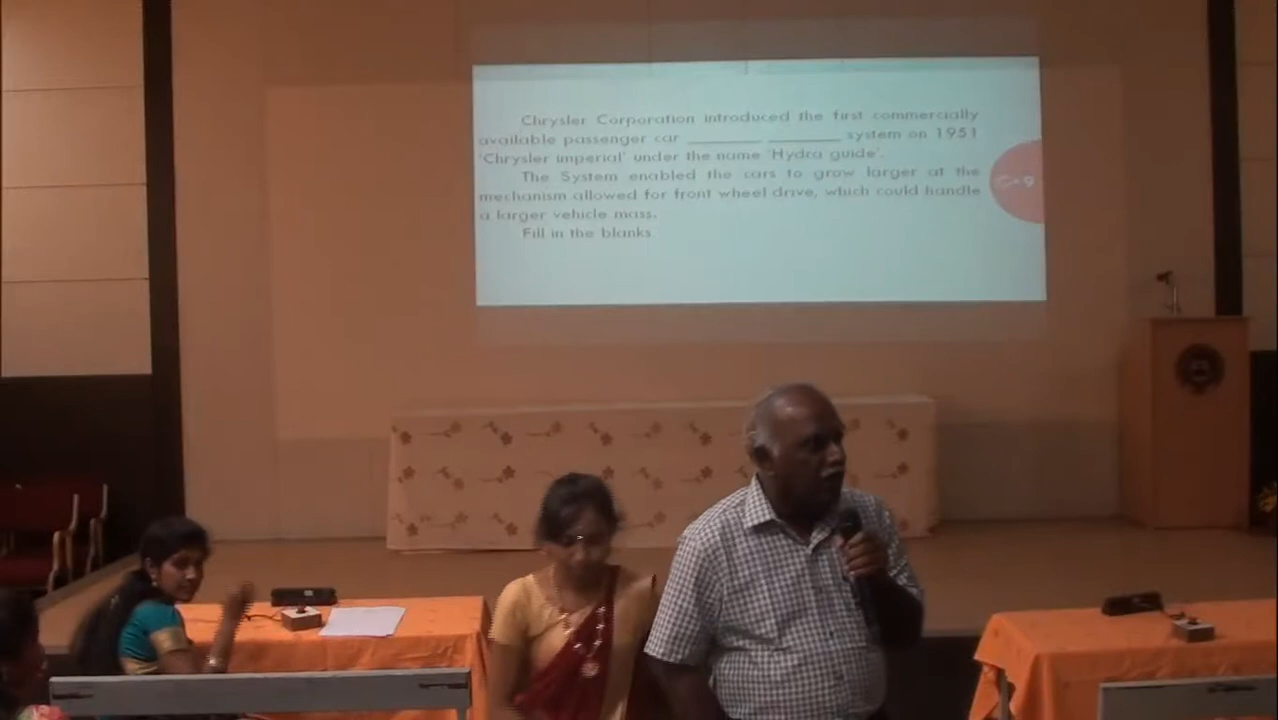 Chrysler Corporation introduced the first commercially
available passenger car ________ ________ system on 1951
'Chrysler imperial' under the name 'Hydra guide'.
The System enabled the cars to grow larger at the
mechanism allowed for front wheel drive, which could handle
a larger vehicle mass.
Fill in the blanks.